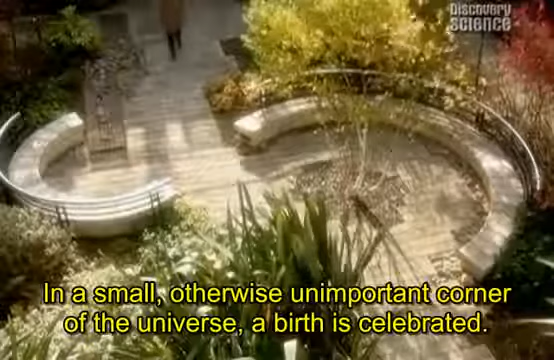 Discovery
SCIENCE
In a small, otherwise unimportant corner
of the universe, a birth is celebrated.